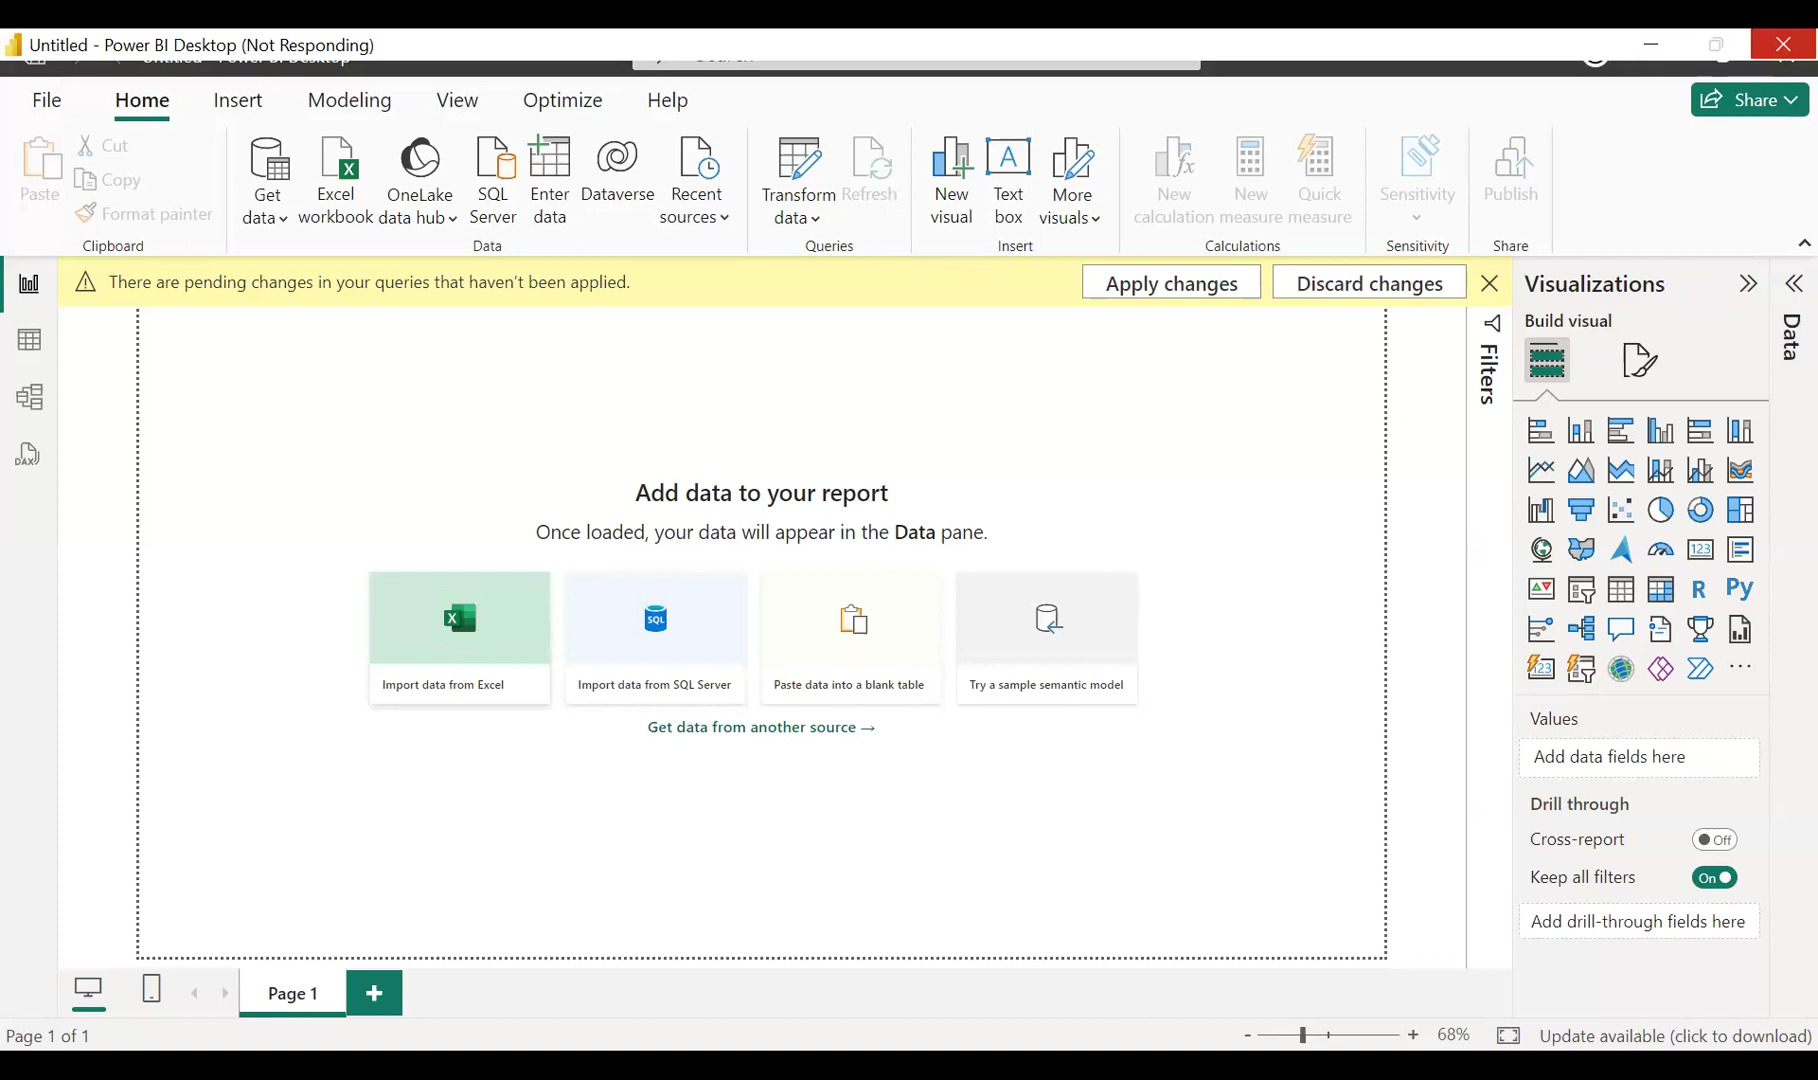 Untitled - Power BI Desktop (Not Responding)
File Home Insert Modeling View Optimize Help Share
Paste
Cut
Copy
Format painter
Clipboard
Get data
Excel workbook
OneLake data hub
SQL Server
Enter data
Dataverse
Recent sources
Data
Transform data
Refresh
Queries
New visual
Text box
More visuals
Insert
New calculation
New measure
Quick measure
Calculations
Sensitivity
Sensitivity
Publish
Share
There are pending changes in your queries that haven't been applied.
Apply changes
Discard changes
Visualizations
Build visual
Filters
Data
DAX
Add data to your report
Once loaded, your data will appear in the Data pane.
X
SQL
Import data from Excel
Import data from SQL Server
Paste data into a blank table
Try a sample semantic model
Get data from another source →
123
R
Py
123
Values
Add data fields here
Drill through
Cross-report Off
Keep all filters On
Add drill-through fields here
Page 1
Page 1 of 1
- + 68%
Update available (click to download)